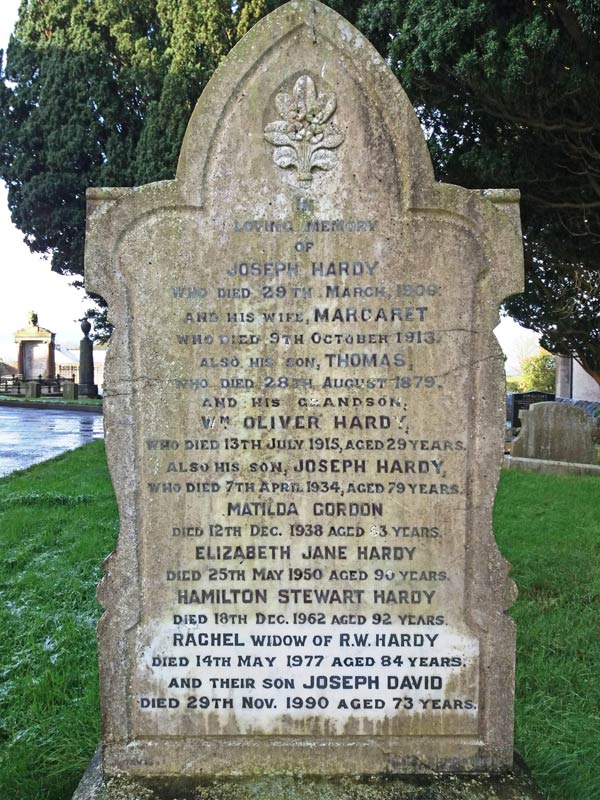 IN
LOVING MEMORY
OF
JOSEPH HARDY
WHO DIED 29TH MARCH, 1906.
AND HIS WIFE, MARGARET
WHO DIED 9TH OCTOBER 1913.
ALSO HIS SON, THOMAS,
WHO DIED 28TH AUGUST 1879.
AND HIS GRANDSON,
WM OLIVER HARDY,
WHO DIED 13TH JULY 1915, AGED 29 YEARS.
ALSO HIS SON, JOSEPH HARDY,
WHO DIED 7TH APRIL 1934, AGED 79 YEARS.
MATILDA GORDON
DIED 12TH DEC. 1938 AGED YEARS.
ELIZABETH JANE HARDY
DIED 25TH MAY 1950 AGED 90 YEARS.
HAMILTON STEWART HARDY
DIED 18TH DEC. 1962 AGED 92 YEARS.
RACHEL WIDOW OF R.W. HARDY
DIED 14TH MAY 1977 AGED 84 YEARS.
AND THEIR SON JOSEPH DAVID
DIED 29TH NOV. 1990 AGED 73 YEARS.